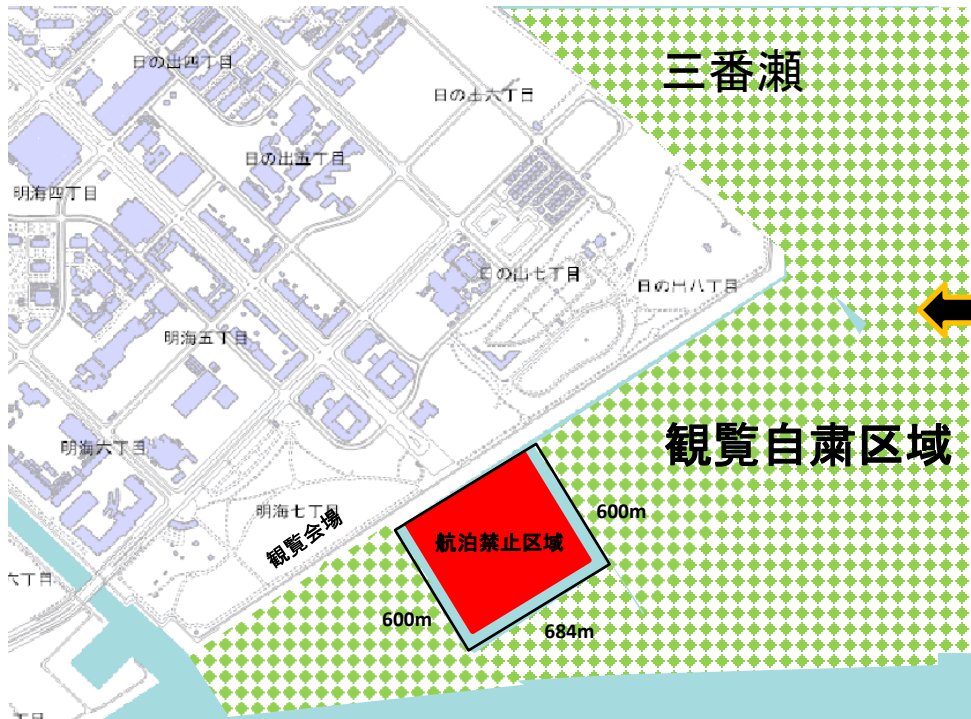 日の出四丁目
三番瀬
日の出六丁目
日の出五丁目
明海四丁目
日の出七丁目
日の出八丁目
明海五丁目
観覧自粛区域
明海六丁目
明海七丁目
600m
観覧会場
航泊禁止区域
六丁目
600m
684m
丁目